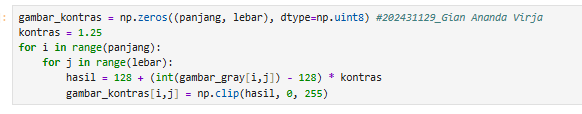 gambar_kontras = np.zeros((panjang, lebar), dtype=np.uint8) #202431129_Gian Ananda Virja
kontras = 1.25
for i in range(panjang):
    for j in range(lebar):
        hasil = 128 + (int(gambar_gray[i,j]) - 128) * kontras
        gambar_kontras[i,j] = np.clip(hasil, 0, 255)